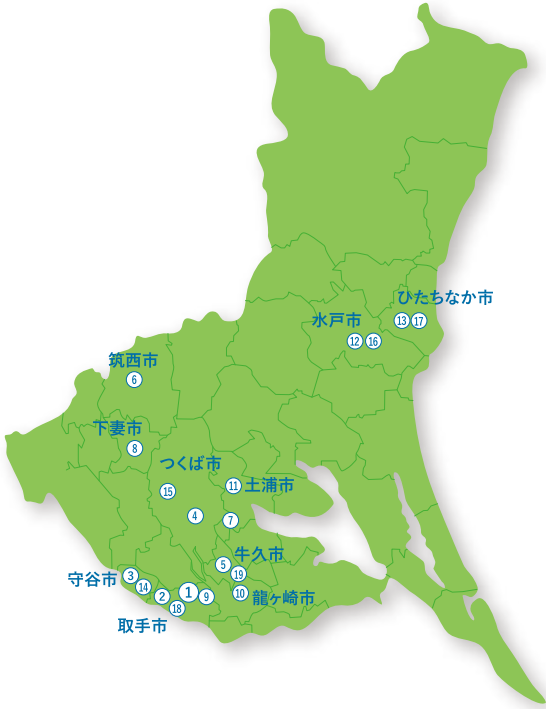 ひたちなか市
⑬ ⑰
水戸市
⑫ ⑯
筑西市
⑥
下妻市
⑧
つくば市
⑮
⑪ 土浦市
④
⑦
牛久市
⑤
⑲
守谷市 ③
⑭
② ① ⑨
⑩ 龍ヶ崎市
⑱
取手市